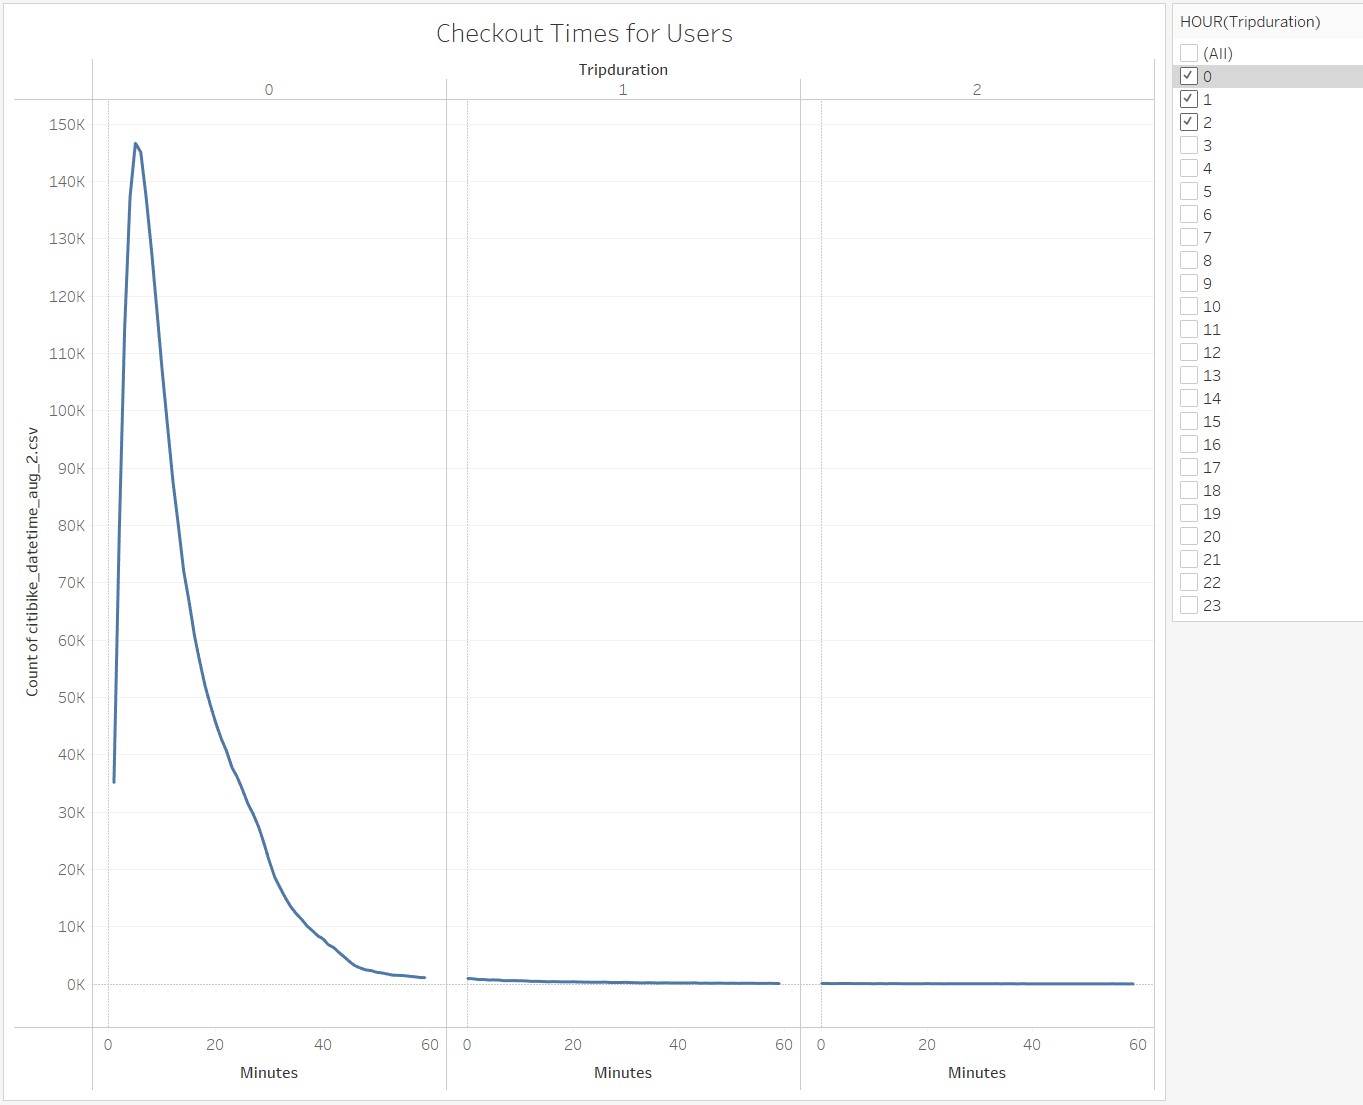 Checkout Times for Users
Tripduration
0 1 2
150K
140K
130K
120K
110K
100K
90K
80K
70K
60K
50K
40K
30K
20K
10K
0K
Count of citibike_datetime_aug_2.csv
0 20 40 60 0 20 40 60 0 20 40 60
Minutes Minutes Minutes
HOUR(Tripduration)
(All)
0
1
2
3
4
5
6
7
8
9
10
11
12
13
14
15
16
17
18
19
20
21
22
23